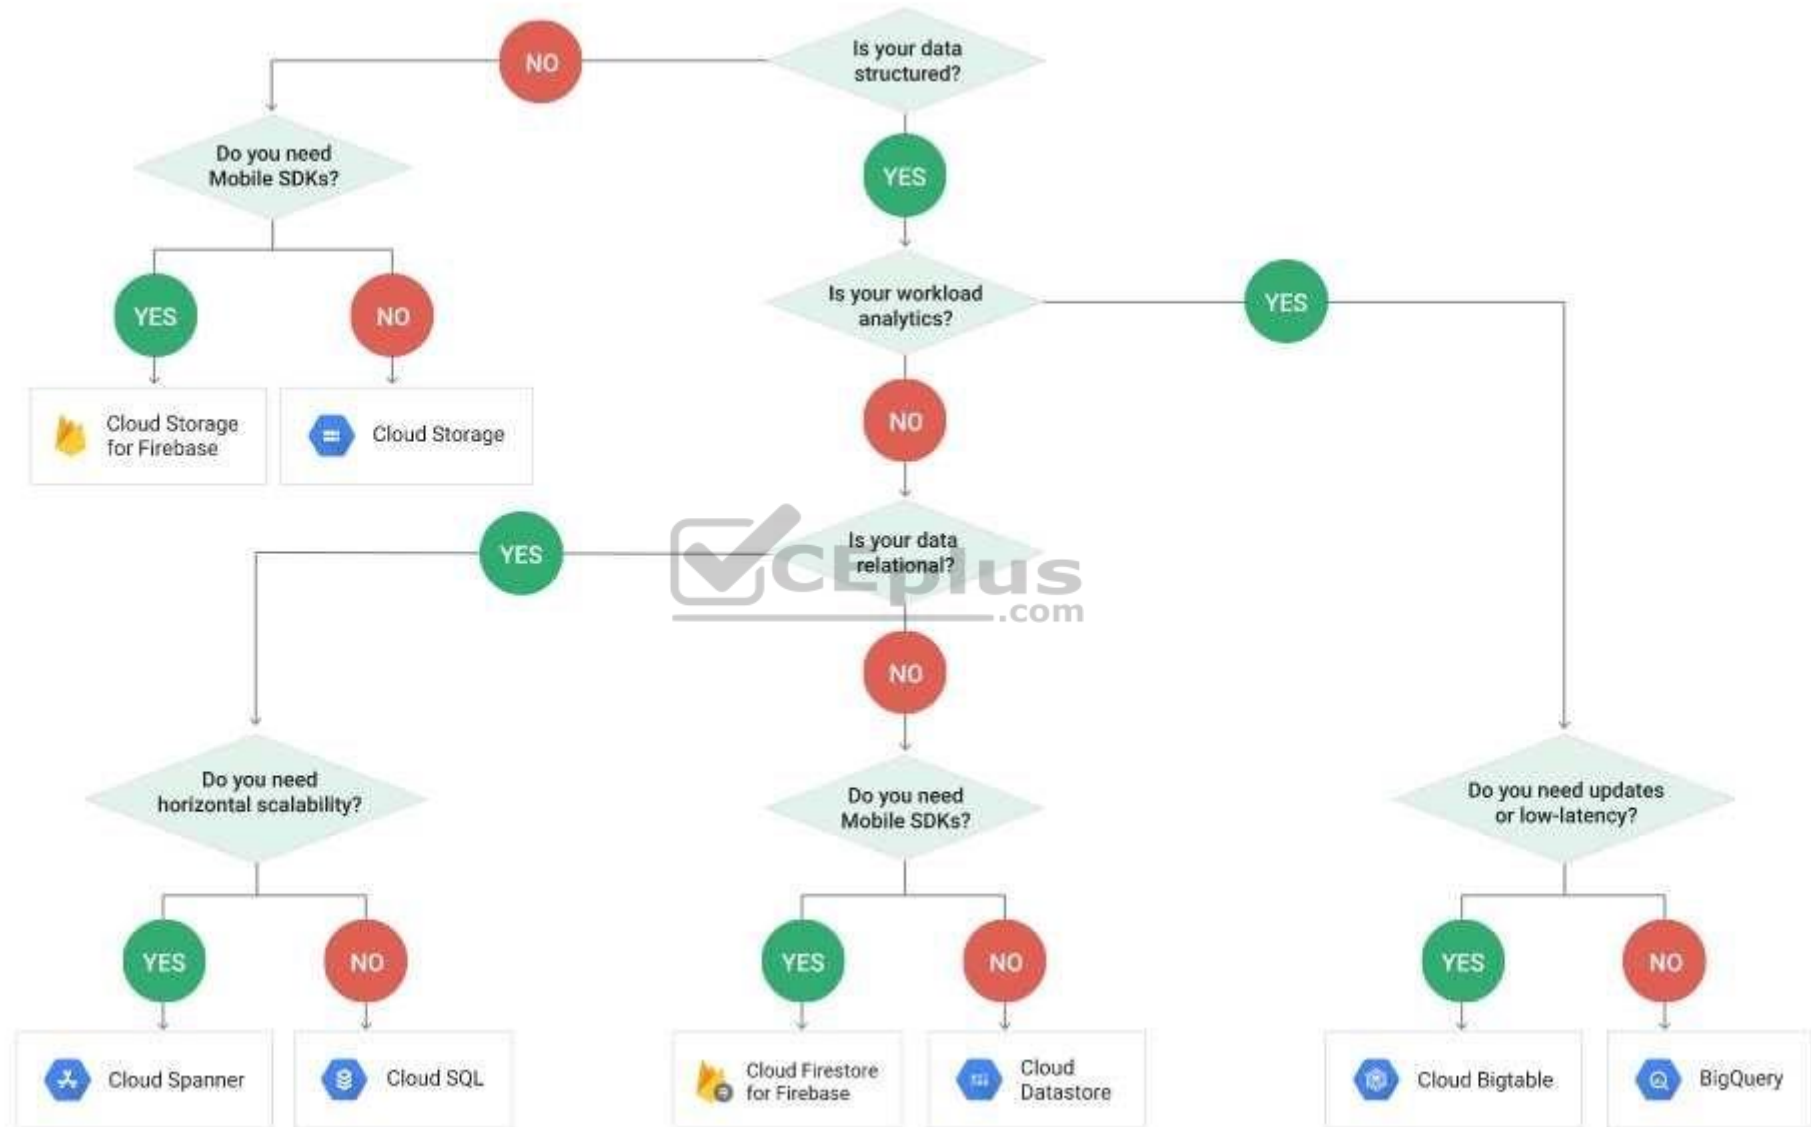 Is your data
structured?
NO
Do you need
Mobile SDKs?
YES
YES
NO
Cloud Storage
for Firebase
Cloud Storage
Is your workload
analytics?
YES
NO
Is your data
relational?
YES
CEplus
.com
NO
Do you need
horizontal scalability?
Do you need
Mobile SDKs?
Do you need updates
or low-latency?
YES
NO
YES
NO
YES
NO
Cloud Spanner
Cloud SQL
Cloud Firestore
for Firebase
Cloud
Datastore
Cloud Bigtable
BigQuery